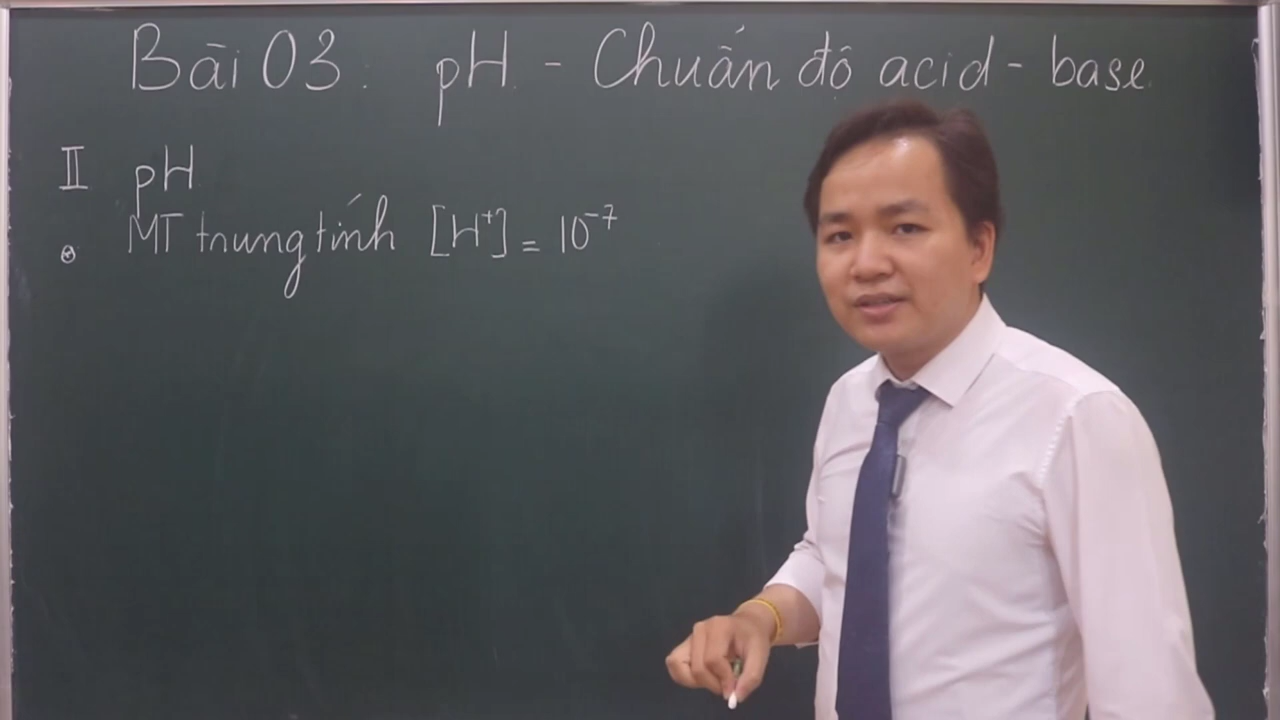 Bài 03: pH - Chuẩn độ acid - base
II pH
MT trung tính [H⁺] = 10⁻⁷